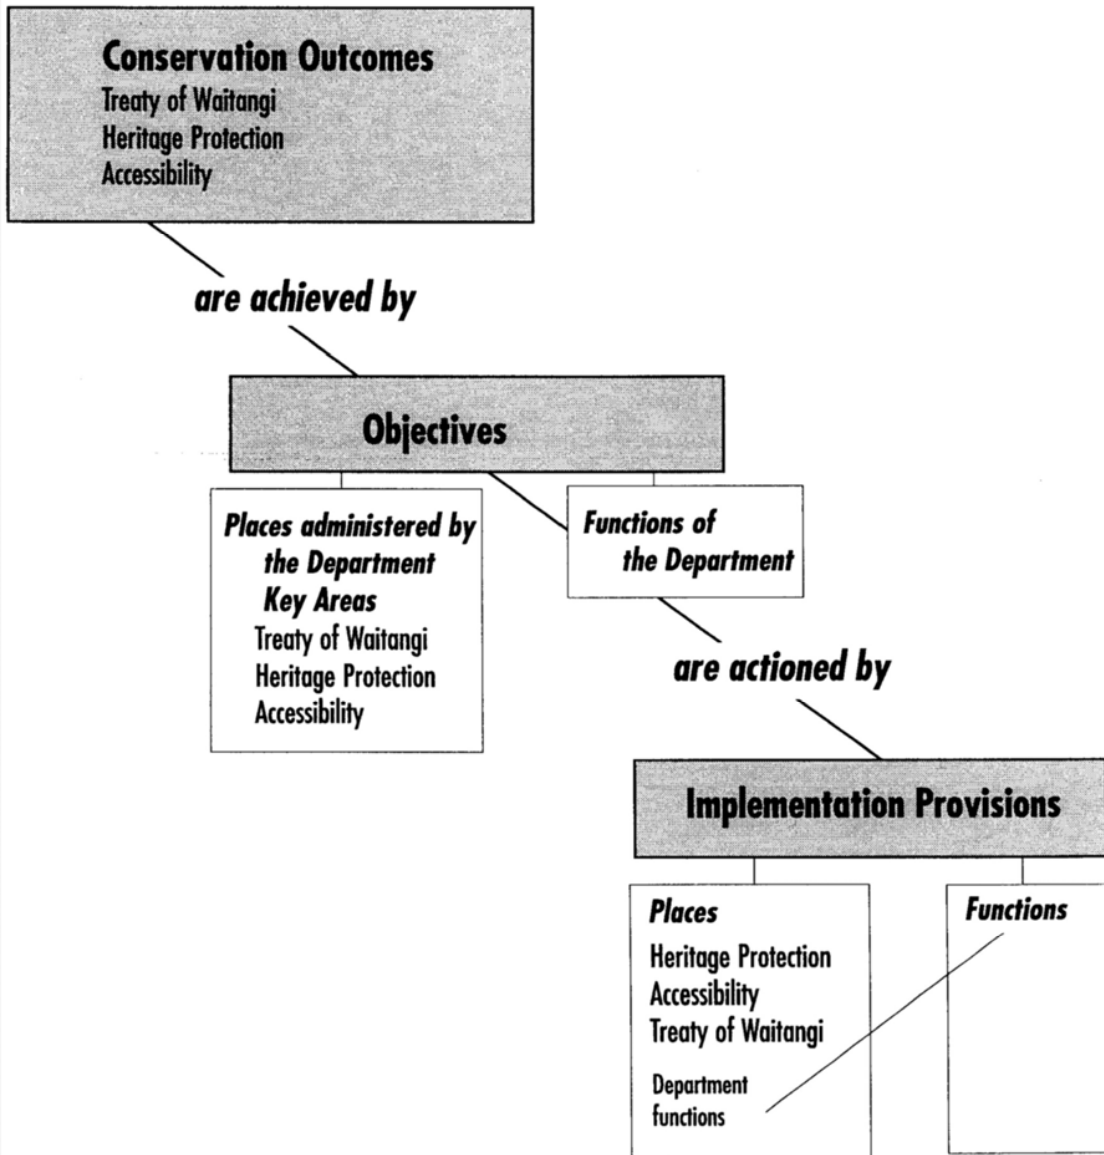 Conservation Outcomes
Treaty of Waitangi
Heritage Protection
Accessibility
are achieved by
Objectives
Places administered by
the Department
Key Areas
Treaty of Waitangi
Heritage Protection
Accessibility
Functions of
the Department
are actioned by
Implementation Provisions
Places
Heritage Protection
Accessibility
Treaty of Waitangi
Department
functions
Functions